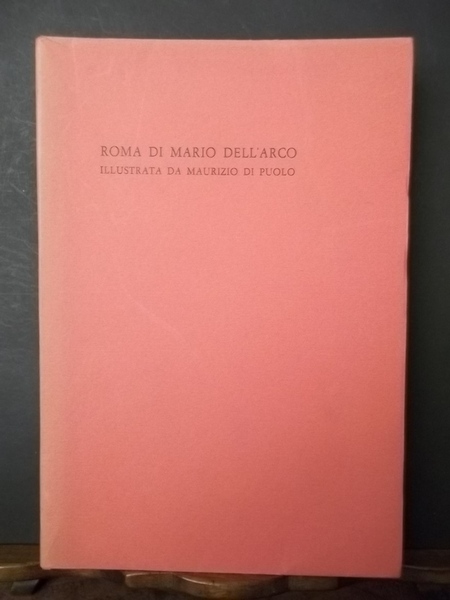 ROMA DI MARIO DELL'ARCO
ILLUSTRATA DA MAURIZIO DI PUOLO